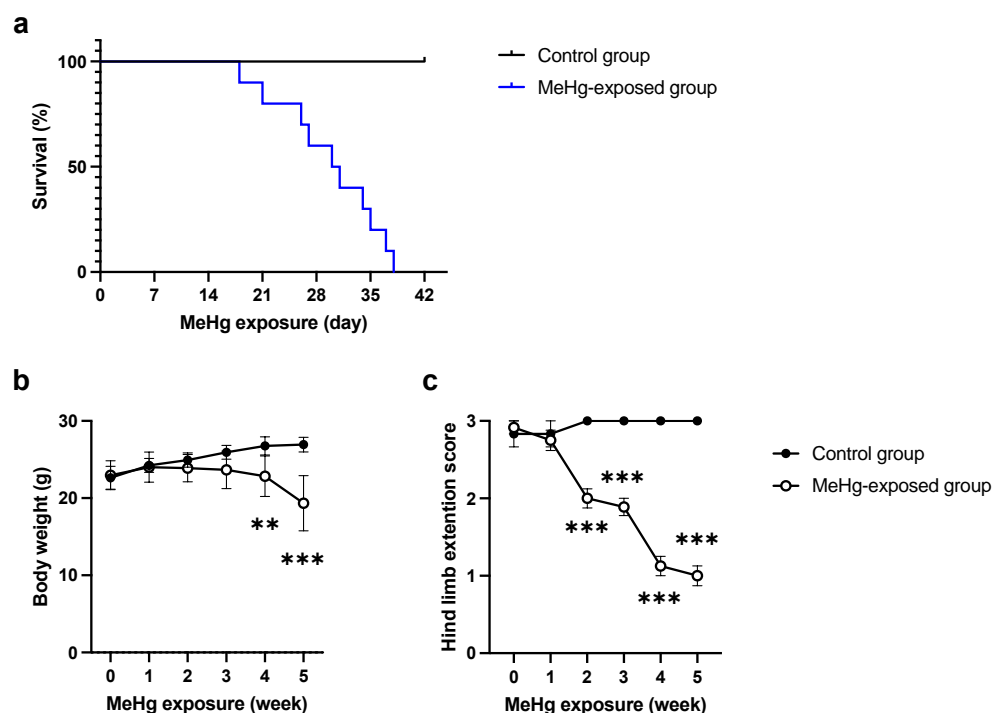 a
Survival (%)
100
50
0
0 7 14 21 28 35 42
MeHg exposure (day)
Control group
MeHg-exposed group
b
Body weight (g)
30
20
10
0
** 
***
0 1 2 3 4 5
MeHg exposure (week)
c
Hind limb extention score
3
2
1
0
***
***
***
***
0 1 2 3 4 5
MeHg exposure (week)
Control group
MeHg-exposed group